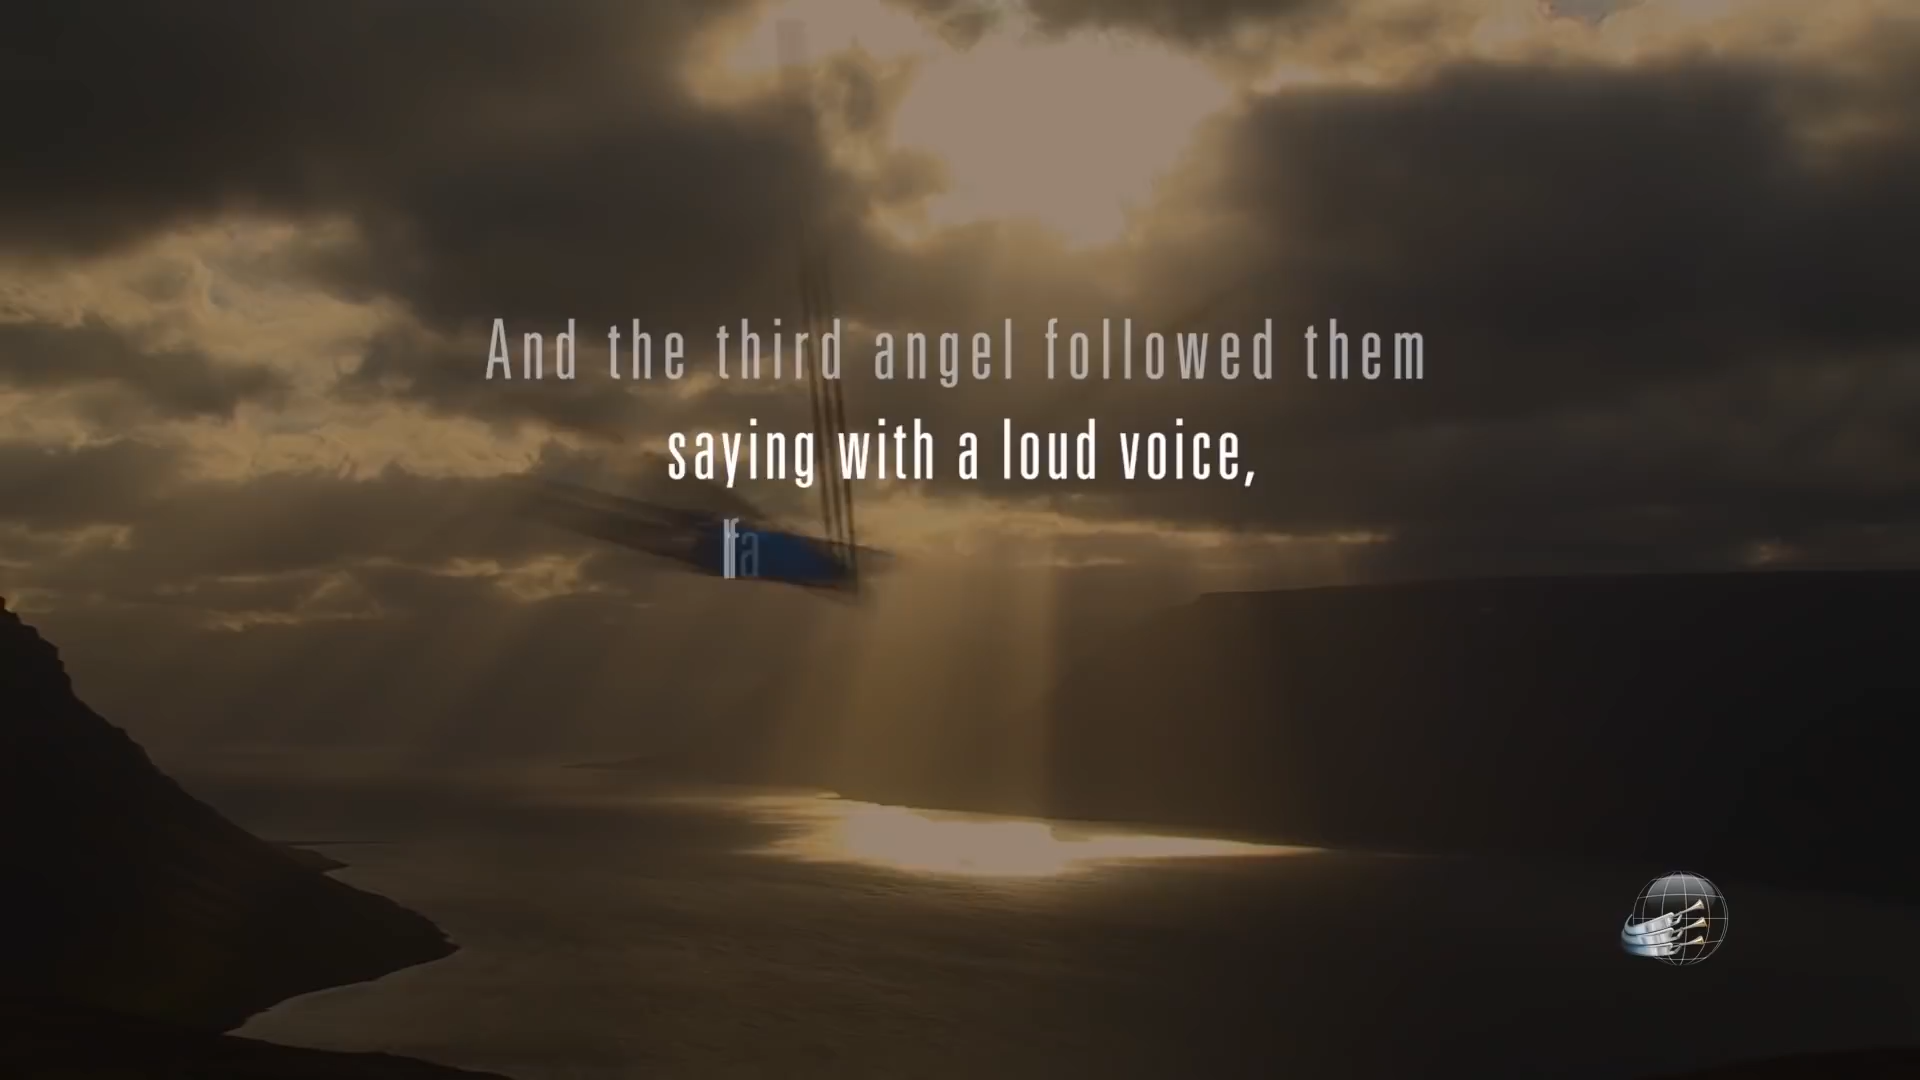 And the third angel followed them
saying with a loud voice,